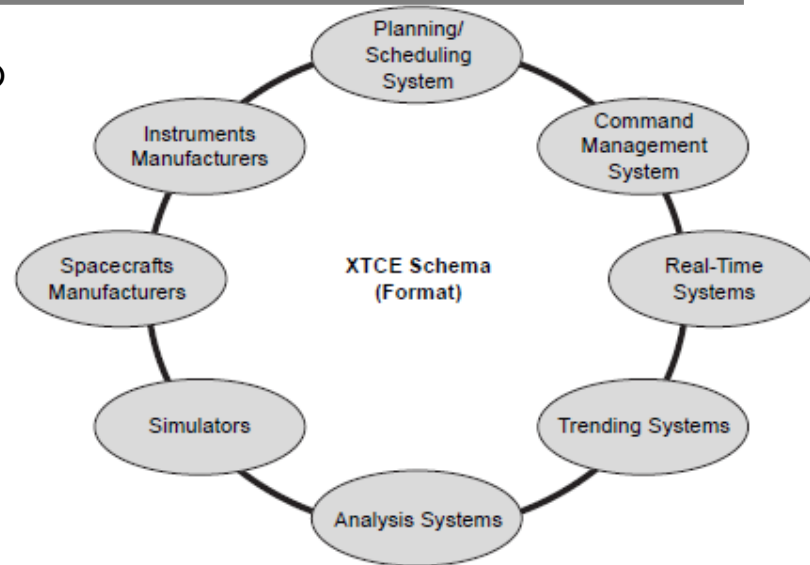 Planning/
Scheduling
System
Instruments
Manufacturers
Command
Management
System
Spacecrafts
Manufacturers
XTCE Schema
(Format)
Real-Time
Systems
Simulators
Trending Systems
Analysis Systems